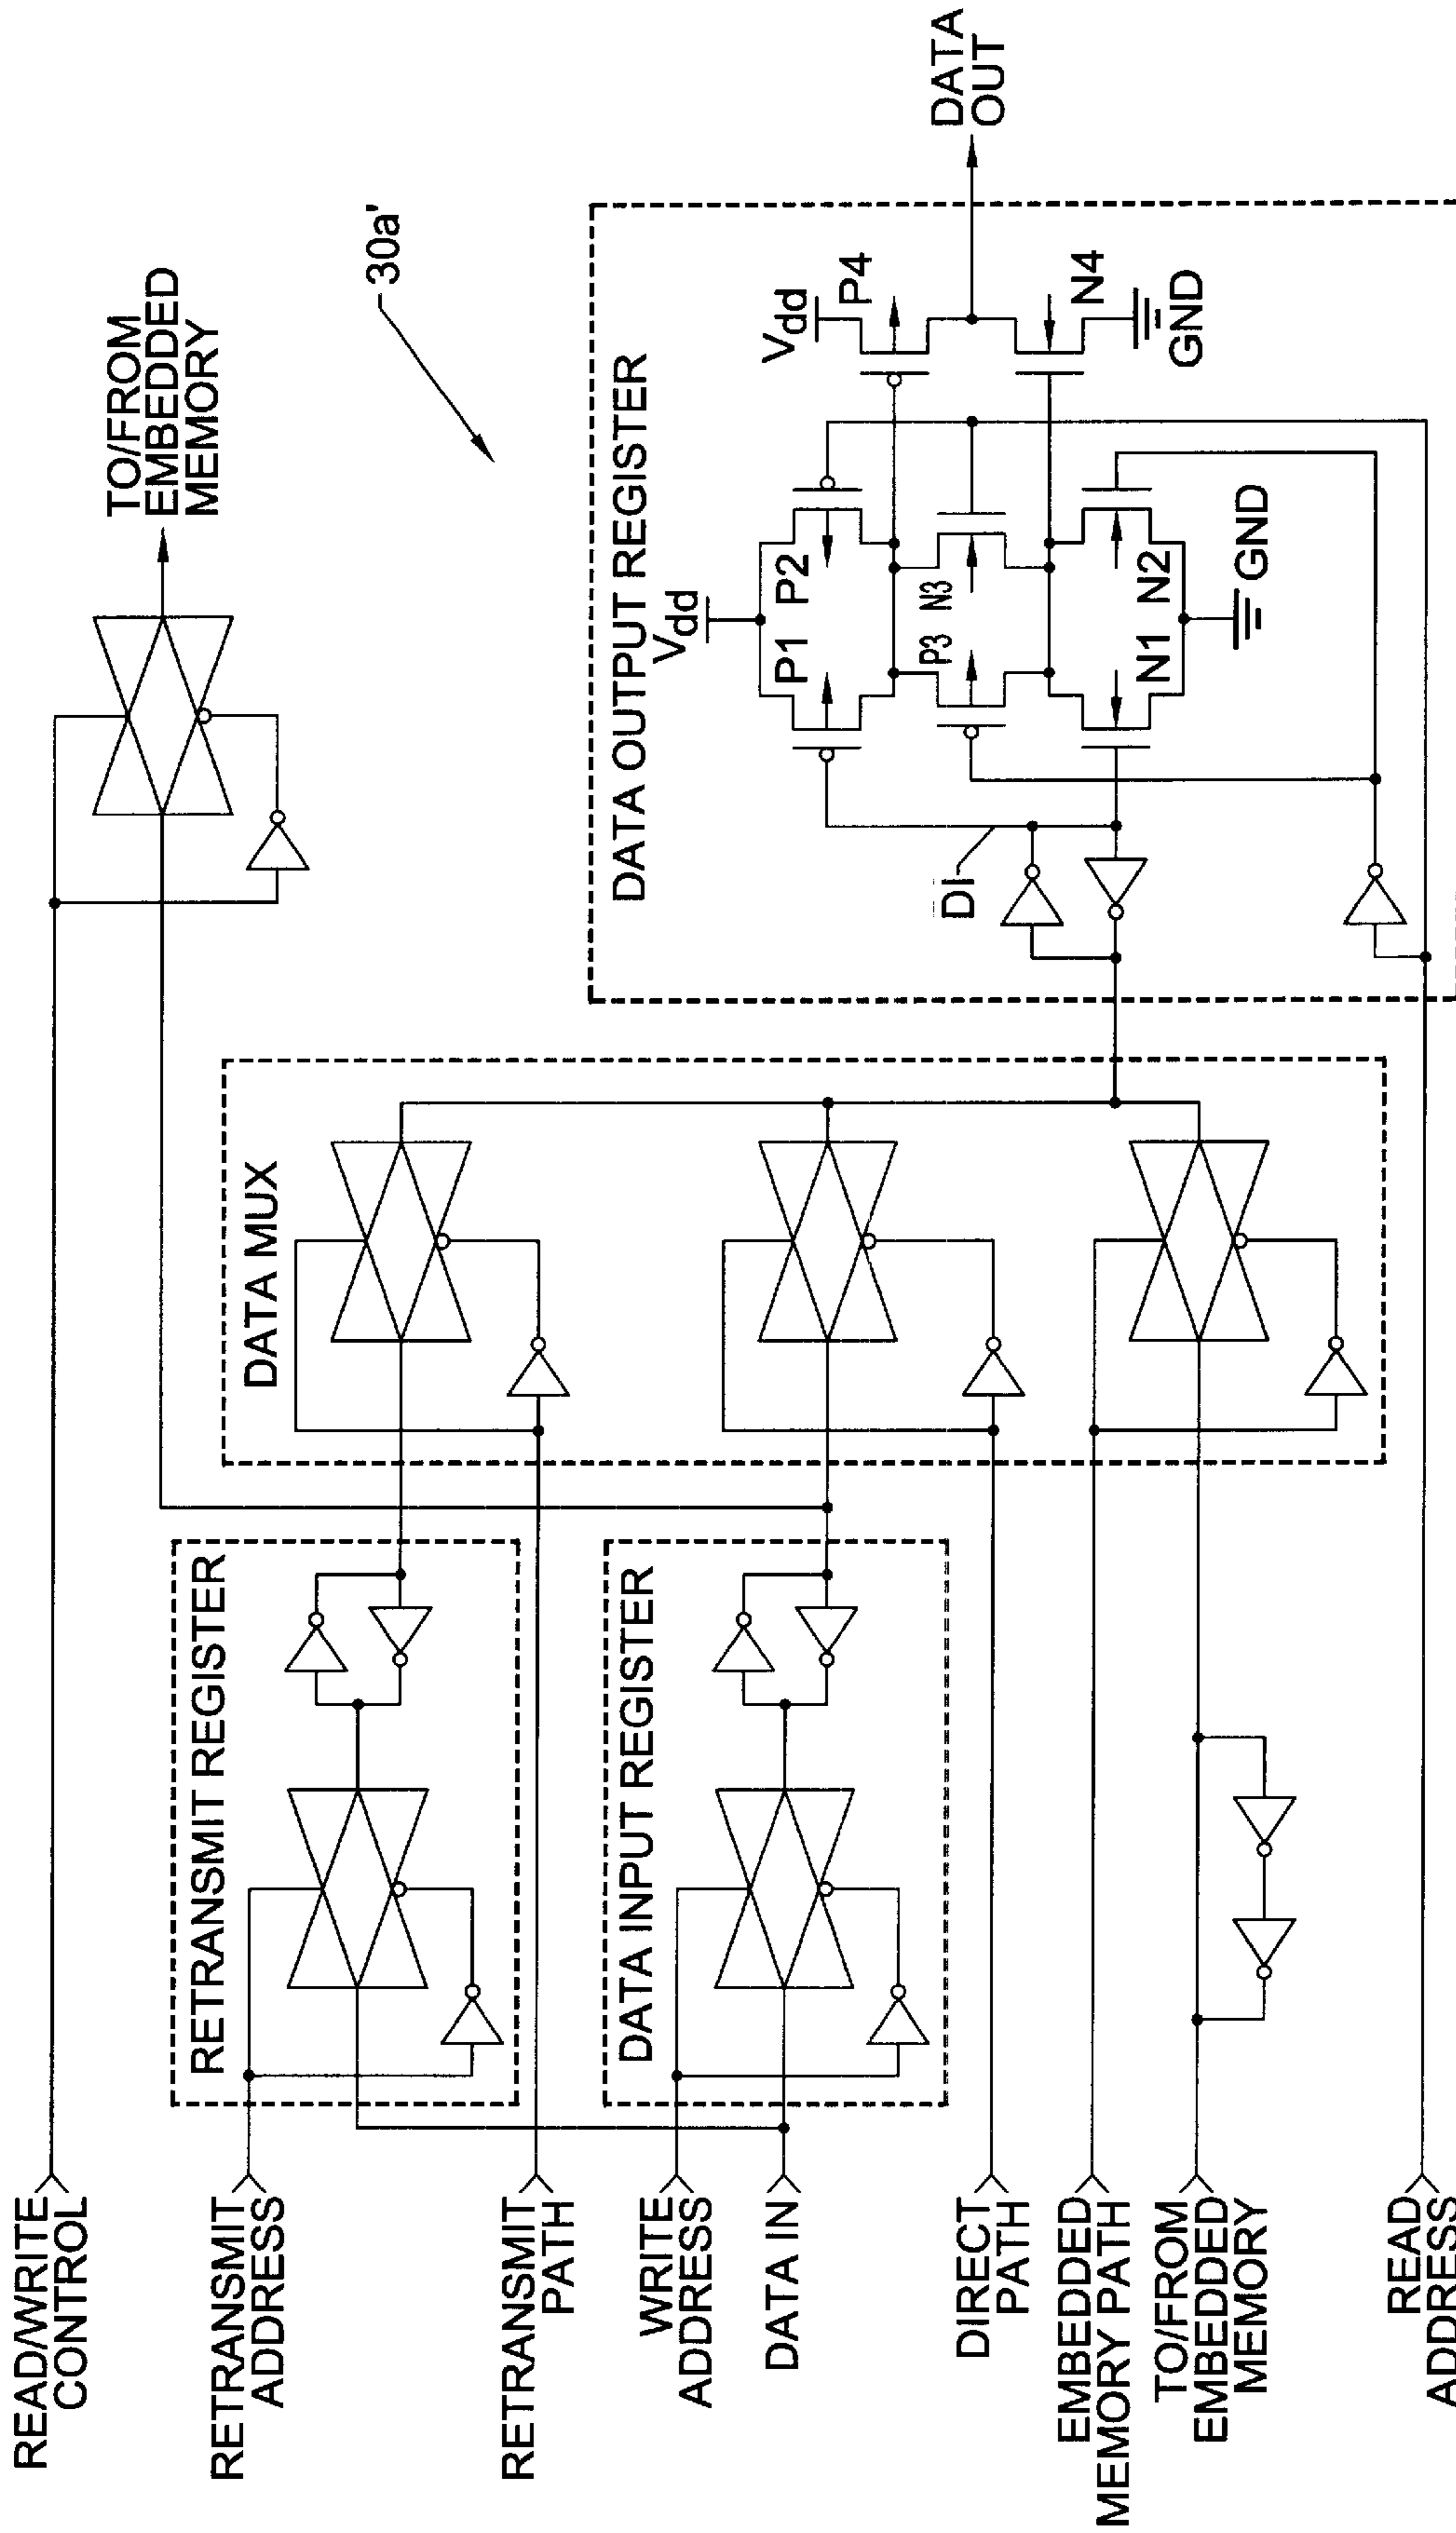 READ/WRITE
CONTROL
RETRANSMIT
ADDRESS
RETRANSMIT
PATH
WRITE
ADDRESS
DATA IN
DIRECT
PATH
EMBEDDED
MEMORY PATH
TO/FROM
EMBEDDED
MEMORY
READ
ADDRESS
RETRANSMIT REGISTER
DATA INPUT REGISTER
DATA MUX
TO/FROM
EMBEDDED
MEMORY
30a'
DATA OUTPUT REGISTER
Vdd
P1
P2
P3
N3
N1
N2
GND
DI
Vdd
P4
N4
GND
DATA
OUT